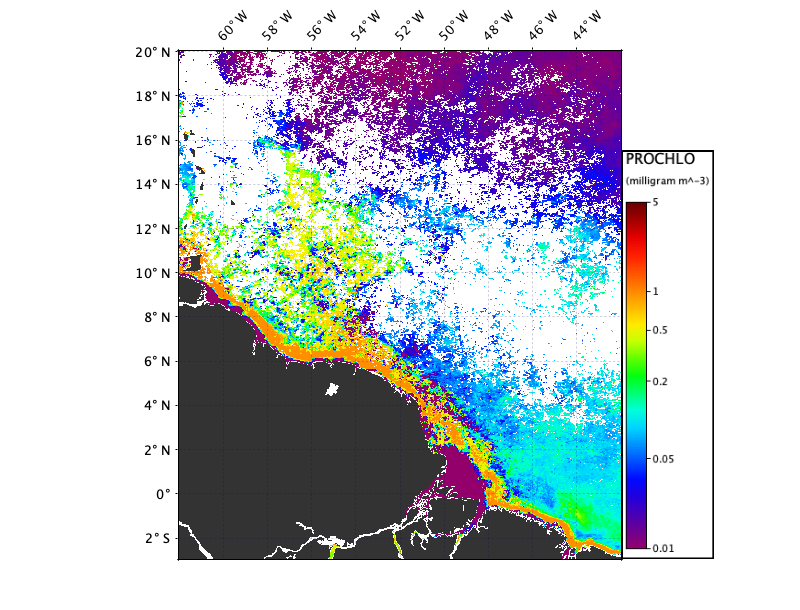 60° W 58° W 56° W 54° W 52° W 50° W 48° W 46° W 44° W
20° N
18° N
16° N
14° N
12° N
10° N
8° N
6° N
4° N
2° N
0°
2° S
PROCHLO
(milligram m^-3)
5
1
0.5
0.2
0.05
0.01